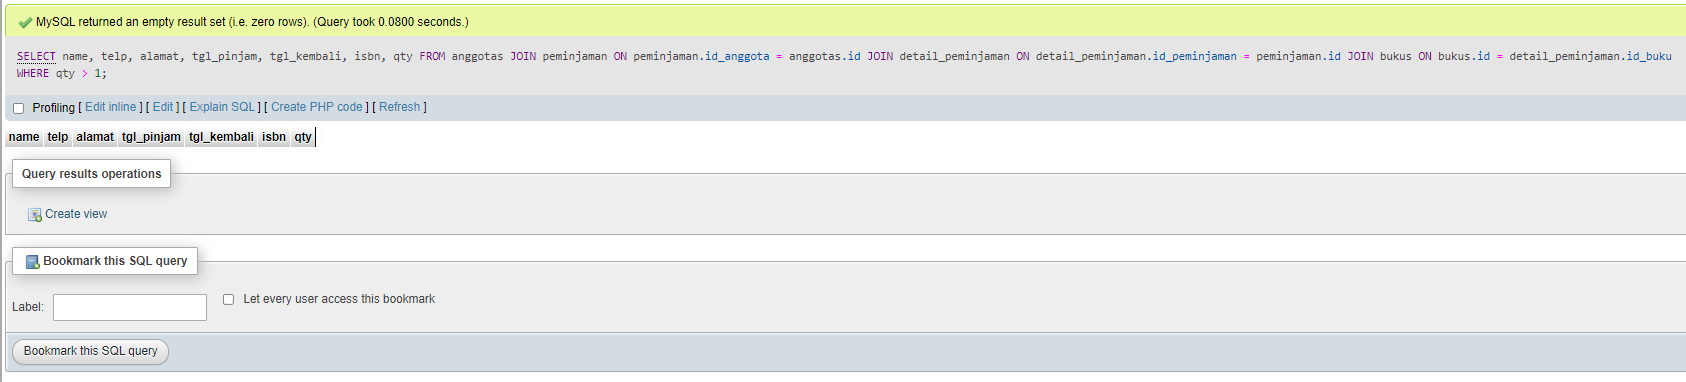 MySQL returned an empty result set (i.e. zero rows). (Query took 0.0800 seconds.)
SELECT name, telp, alamat, tgl_pinjam, tgl_kembali, isbn, qty FROM anggotas JOIN peminjaman ON peminjaman.id_anggota = anggotas.id JOIN detail_peminjaman ON detail_peminjaman.id_peminjaman = peminjaman.id JOIN bukus ON bukus.id = detail_peminjaman.id_buku
WHERE qty > 1;
Profiling [ Edit inline ] [ Edit ] [ Explain SQL ] [ Create PHP code ] [ Refresh ]
name telp alamat tgl_pinjam tgl_kembali isbn qty
Query results operations
Create view
Bookmark this SQL query
Label: Let every user access this bookmark
Bookmark this SQL query